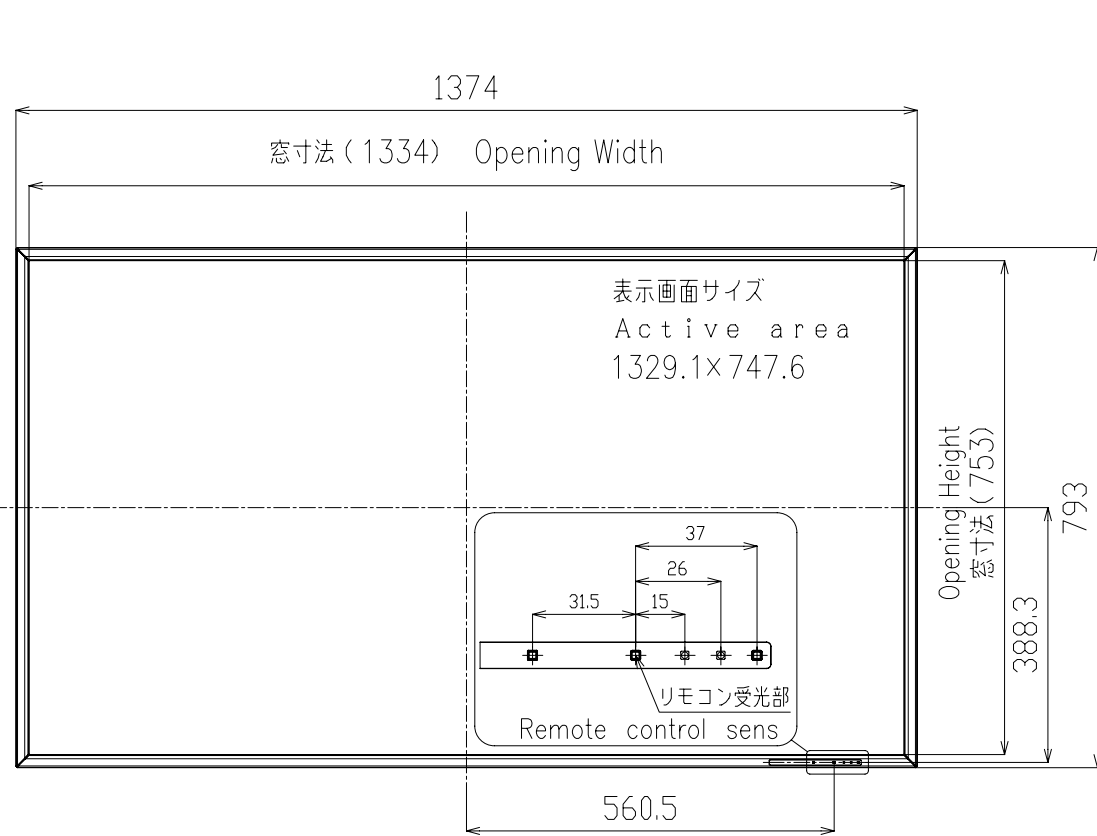 1374
窓寸法(1334) Opening Width
表示画面サイズ
Active area
1329.1×747.6
Opening Height
窓寸法(753)
793
388.3
37
26
31.5
15
リモコン受光部
Remote control sens
560.5